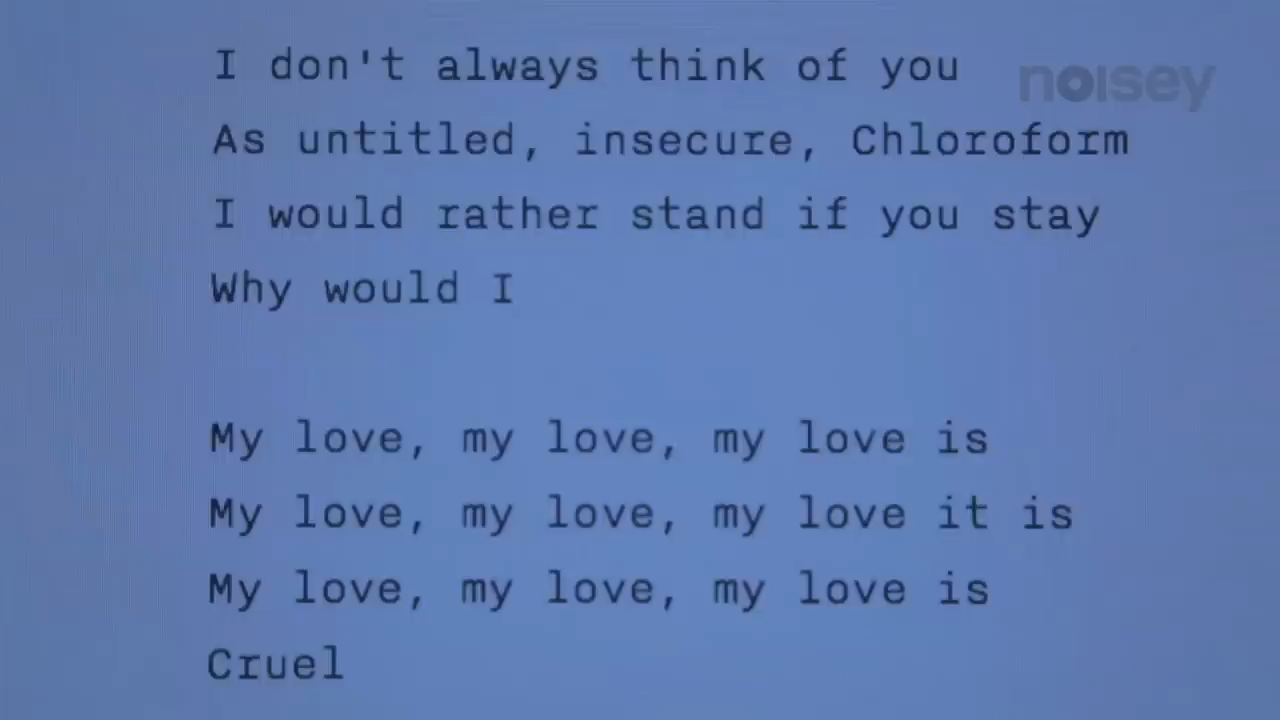 I don't always think of you
noisey
As untitled, insecure, Chloroform
I would rather stand if you stay
Why would I
My love, my love, my love is
My love, my love, my love it is
My love, my love, my love is
Cruel